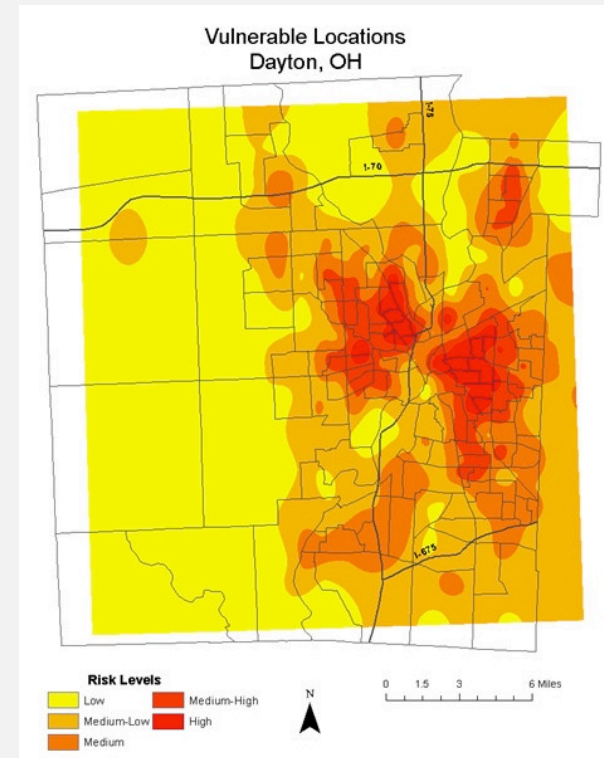 Vulnerable Locations
Dayton, OH
I-75
I-70
I-675
Risk Levels
Low
Medium-High
Medium-Low
High
Medium
N
0 1.5 3 6 Miles